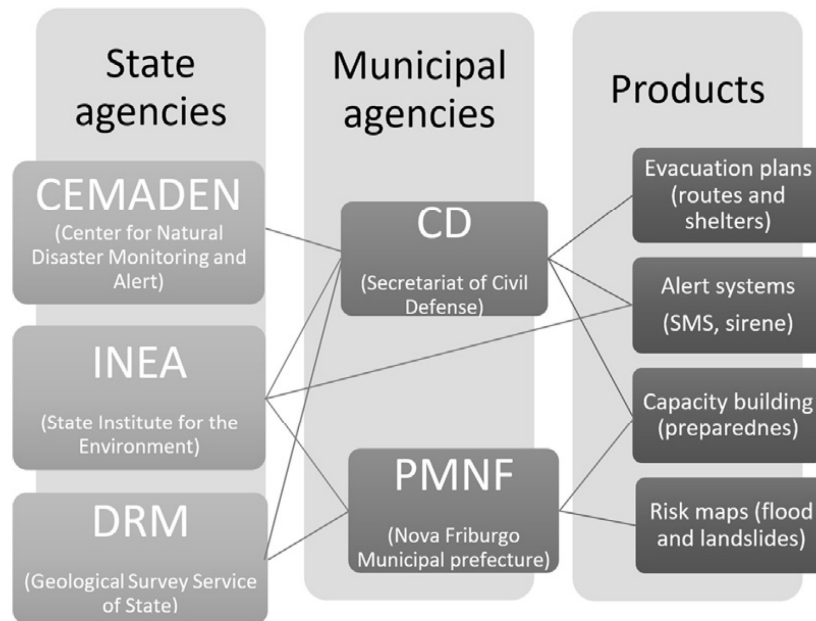 State
agencies
CEMADEN
(Center for Natural
Disaster Monitoring and
Alert)
INEA
(State Institute for the
Environment)
DRM
(Geological Survey Service
of State)
Municipal
agencies
CD
(Secretariat of Civil
Defense)
PMNF
(Nova Friburgo
Municipal prefecture)
Products
Evacuation plans
(routes and
shelters)
Alert systems
(SMS, sirene)
Capacity building
(preparednes)
Risk maps (flood
and landslides)